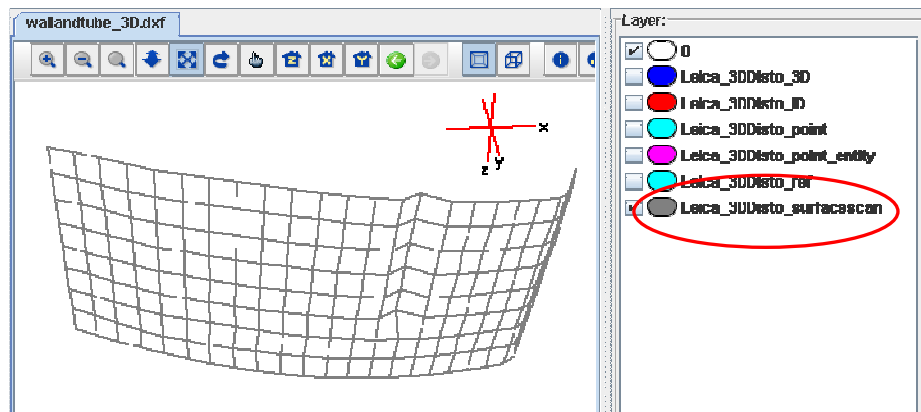 wallandtube_3D.dxf
Layer:
0
Leica_3DDisto_3D
Leica_3DDisto_ID
Leica_3DDisto_point
Leica_3DDisto_point_entity
Leica_3DDisto_ref
Leica_3DDisto_surfacescan
Z
X
Y
x
y
z